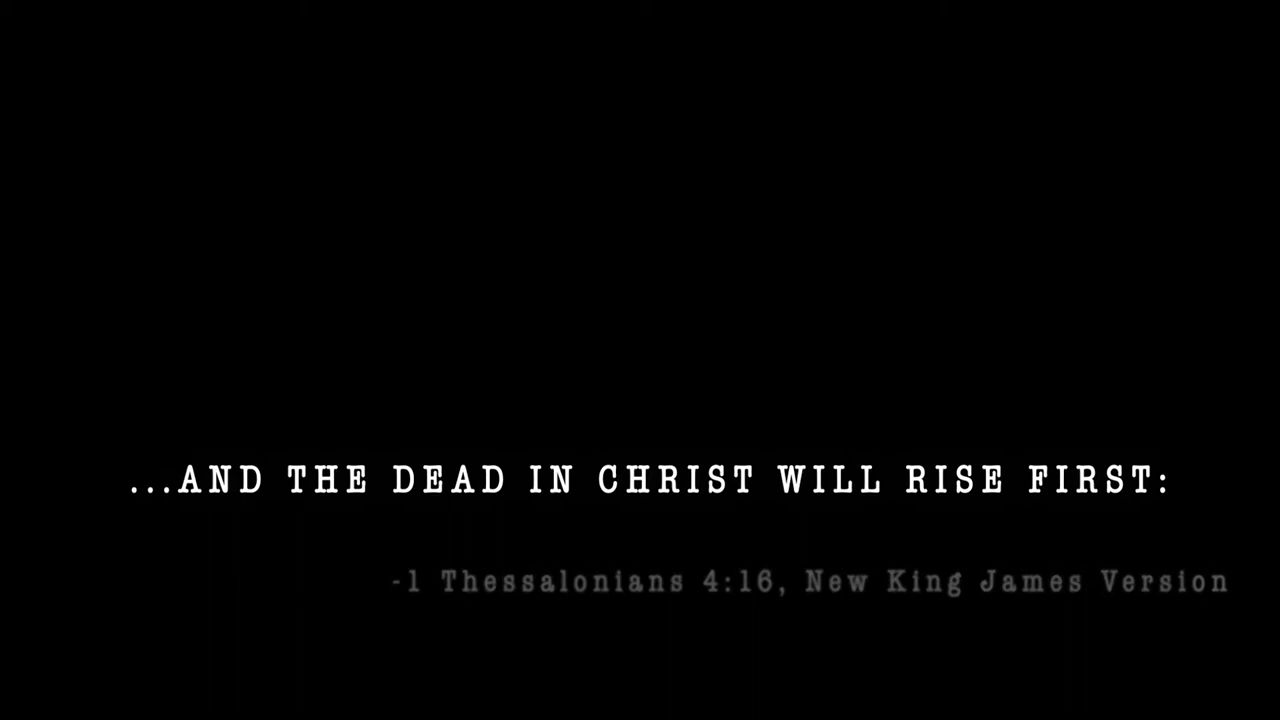 ...AND THE DEAD IN CHRIST WILL RISE FIRST:
-1 Thessalonians 4:16, New King James Version